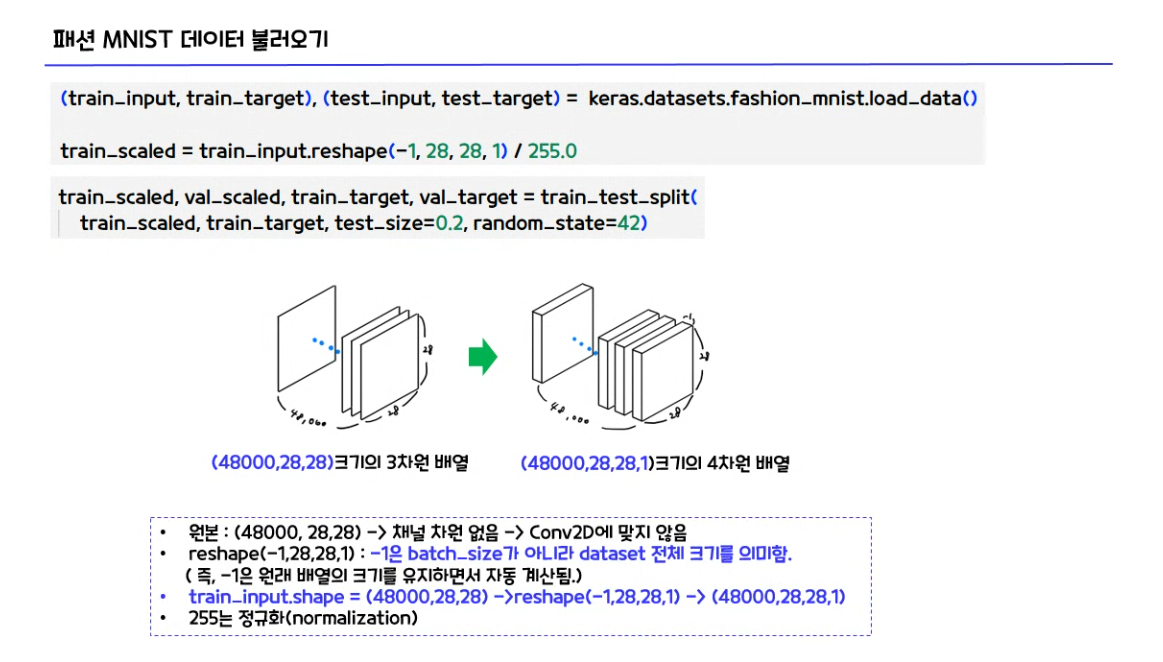 패션 MNIST 데이터 불러오기
(train_input, train_target), (test_input, test_target) = keras.datasets.fashion_mnist.load_data()
train_scaled = train_input.reshape(-1, 28, 28, 1) / 255.0
train_scaled, val_scaled, train_target, val_target = train_test_split(
train_scaled, train_target, test_size=0.2, random_state=42)
28
48,000
28
-1
28
48,000
28
(48000,28,28)크기의 3차원 배열
(48000,28,28,1)크기의 4차원 배열
• 원본 : (48000, 28,28) -> 채널 차원 없음 -> Conv2D에 맞지 않음
• reshape(-1,28,28,1) : -1은 batch_size가 아니라 dataset 전체 크기를 의미함.
( 즉, -1은 원래 배열의 크기를 유지하면서 자동 계산됨.)
• train_input.shape = (48000,28,28) ->reshape(-1,28,28,1) -> (48000,28,28,1)
• 255는 정규화(normalization)